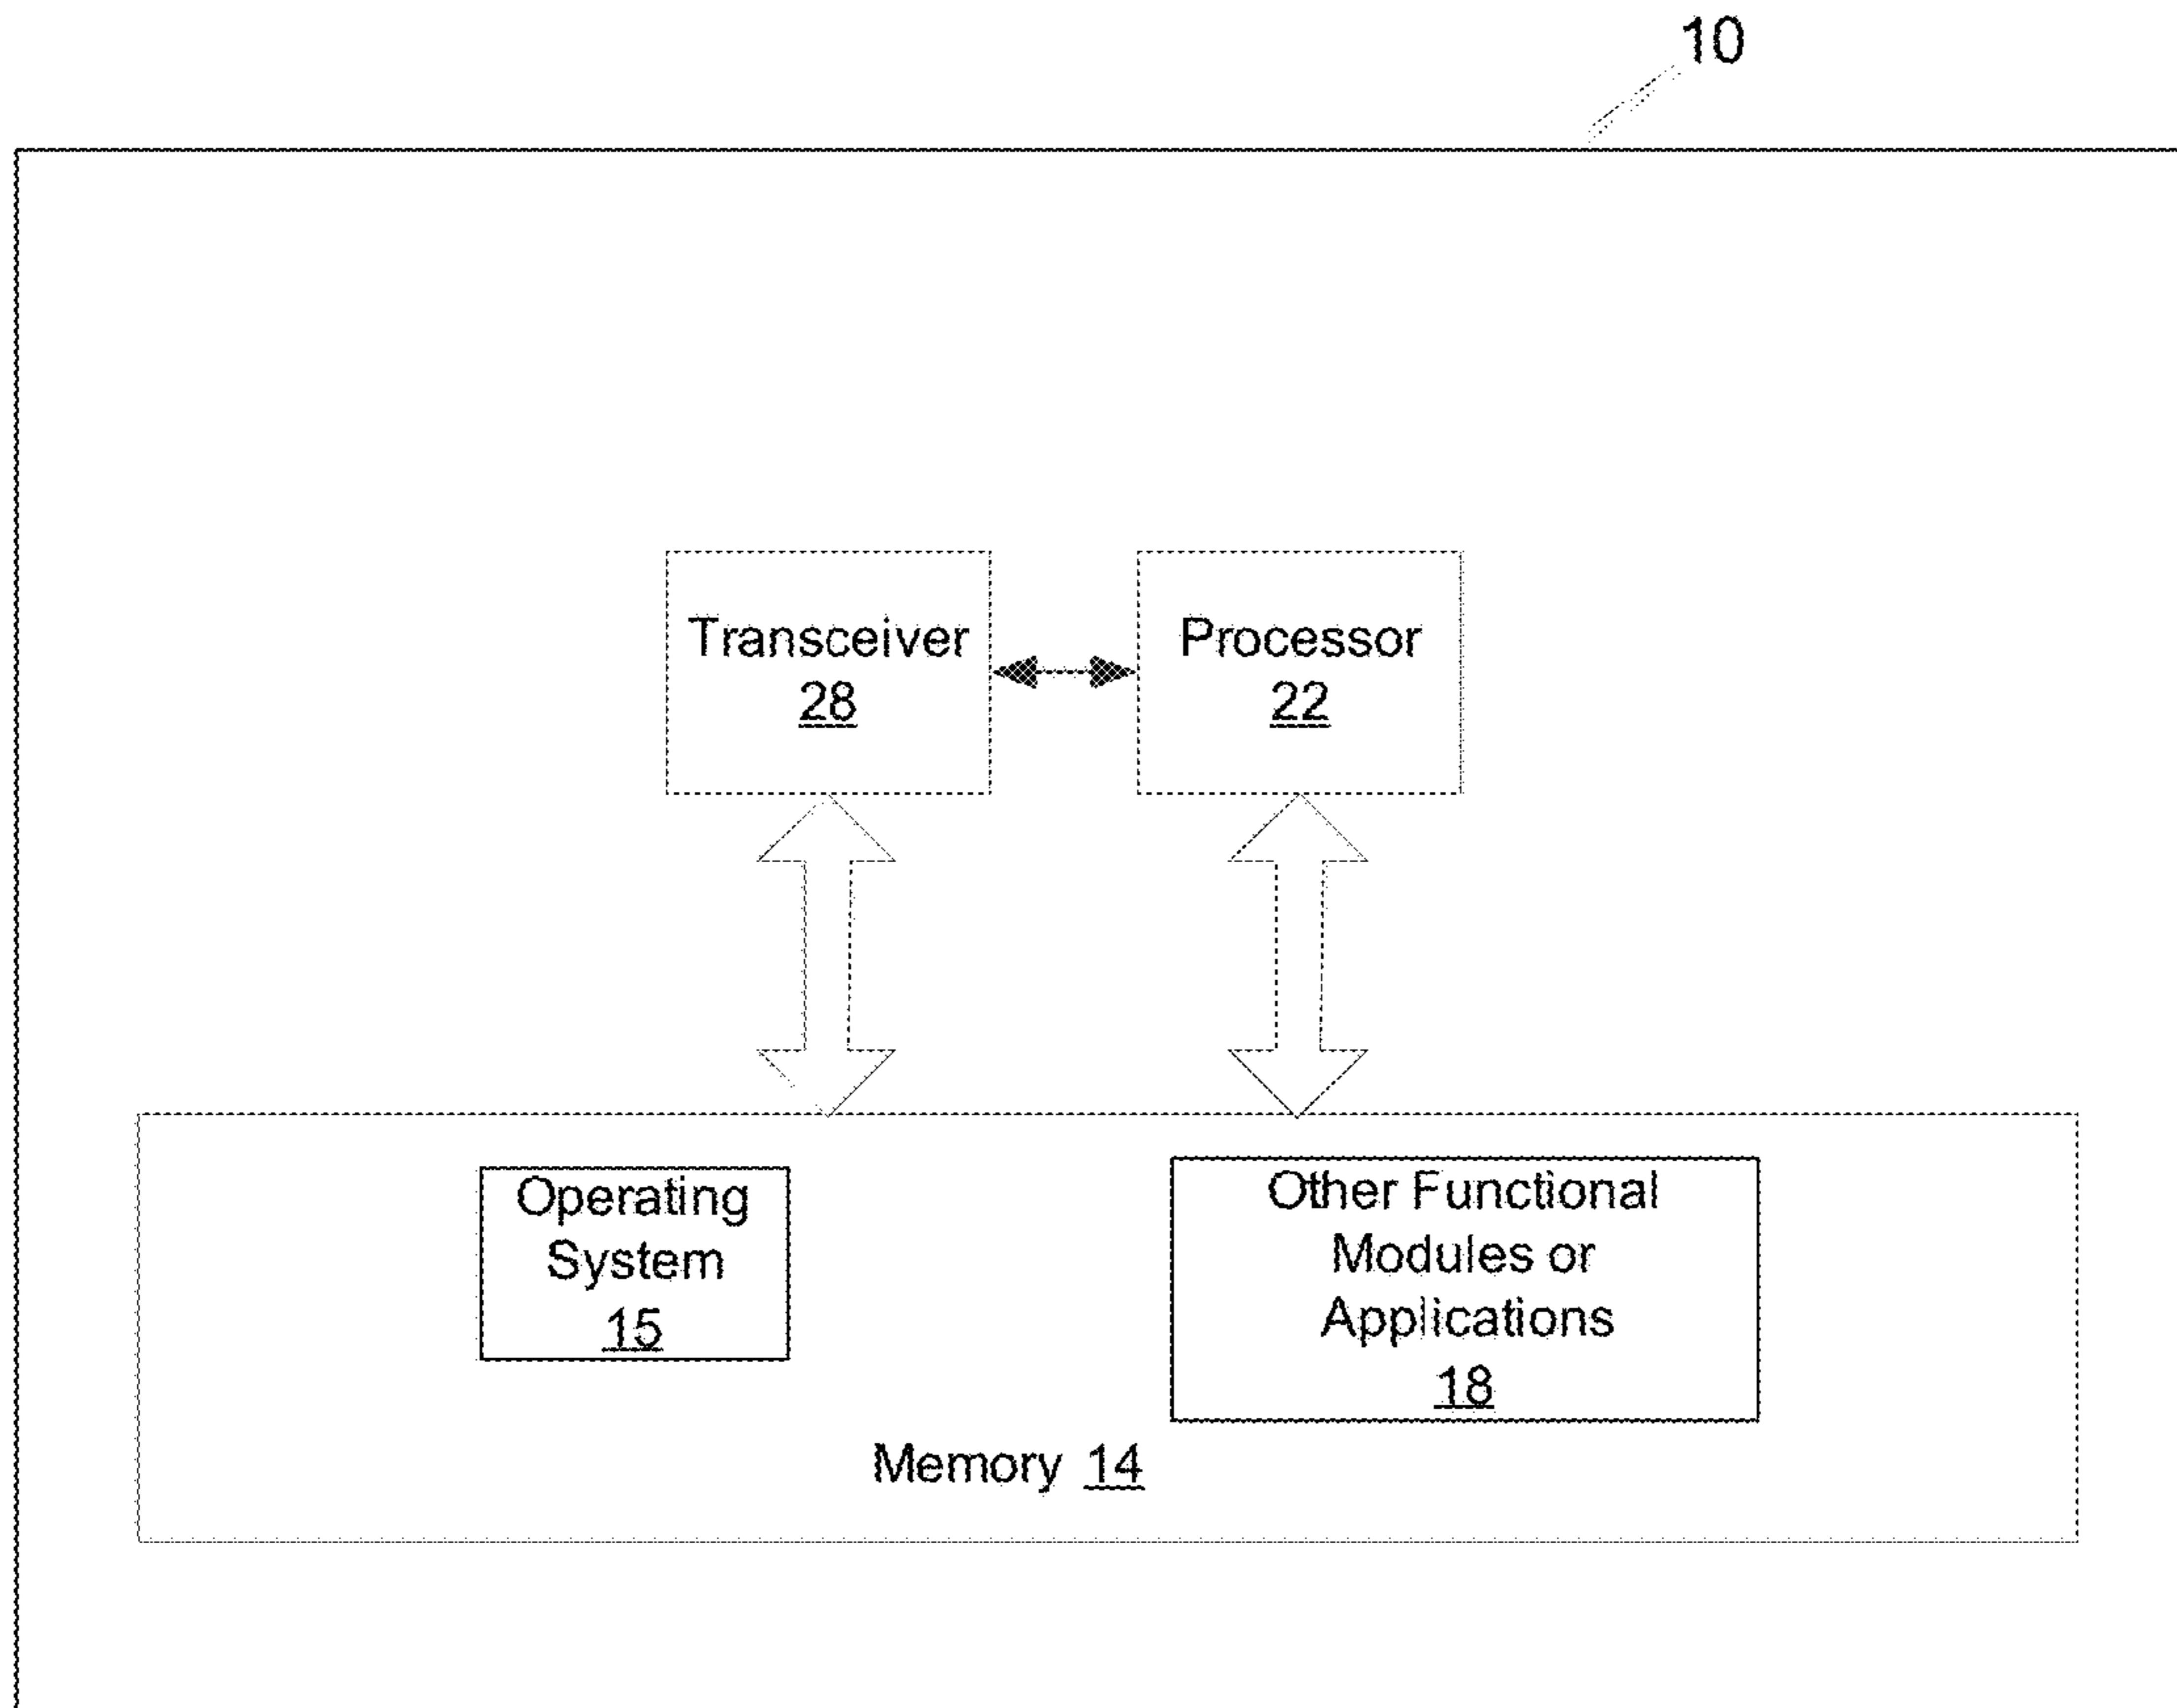 10
Transceiver
28
Processor
22
Operating
System
15
Other Functional
Modules or
Applications
18
Memory 14